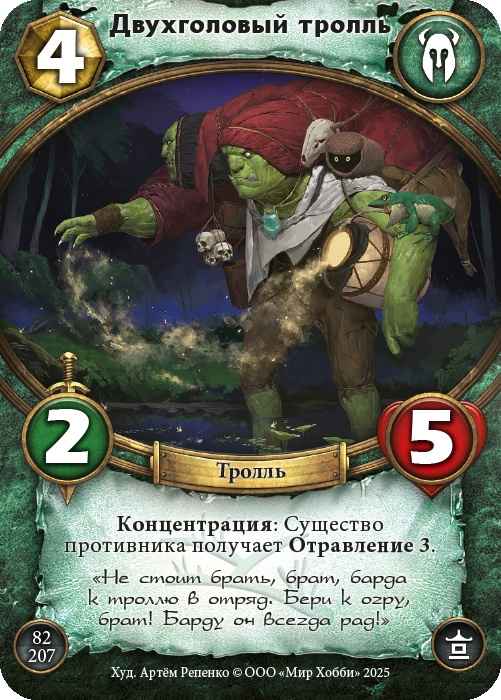 Двухголовый тролль
4
2
5
Тролль
Концентрация: Существо
противника получает Отравление 3.
«Не стоит брать, брат, барда
к троллю в отряд. Бери к огру,
брат! Барду он всегда рад!»
82
207
Худ. Артём Репенко © ООО «Мир Хобби» 2025